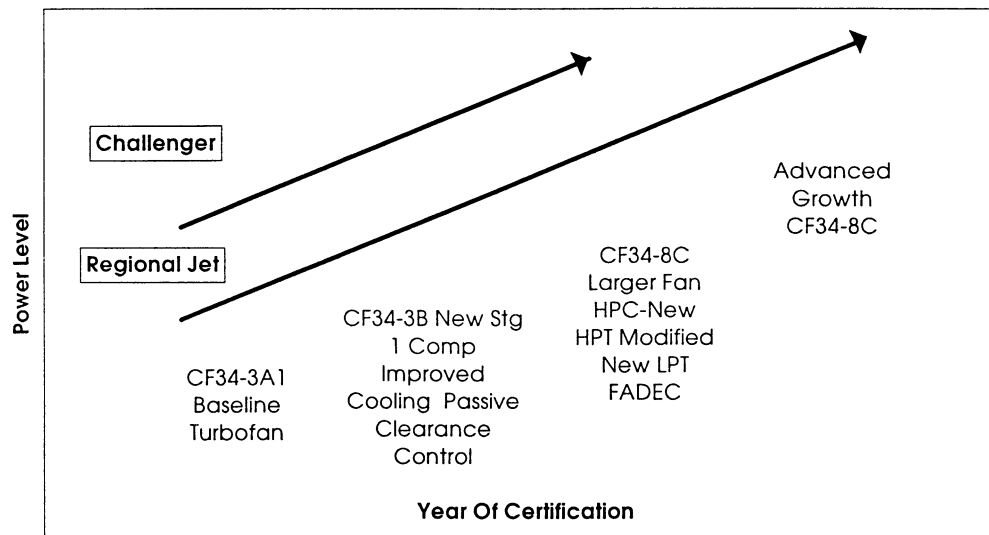 Power Level
Challenger
Regional Jet
CF34-3A1
Baseline
Turbofan
CF34-3B New Stg
1 Comp
Improved
Cooling Passive
Clearance
Control
CF34-8C
Larger Fan
HPC-New
HPT Modified
New LPT
FADEC
Advanced
Growth
CF34-8C
Year Of Certification